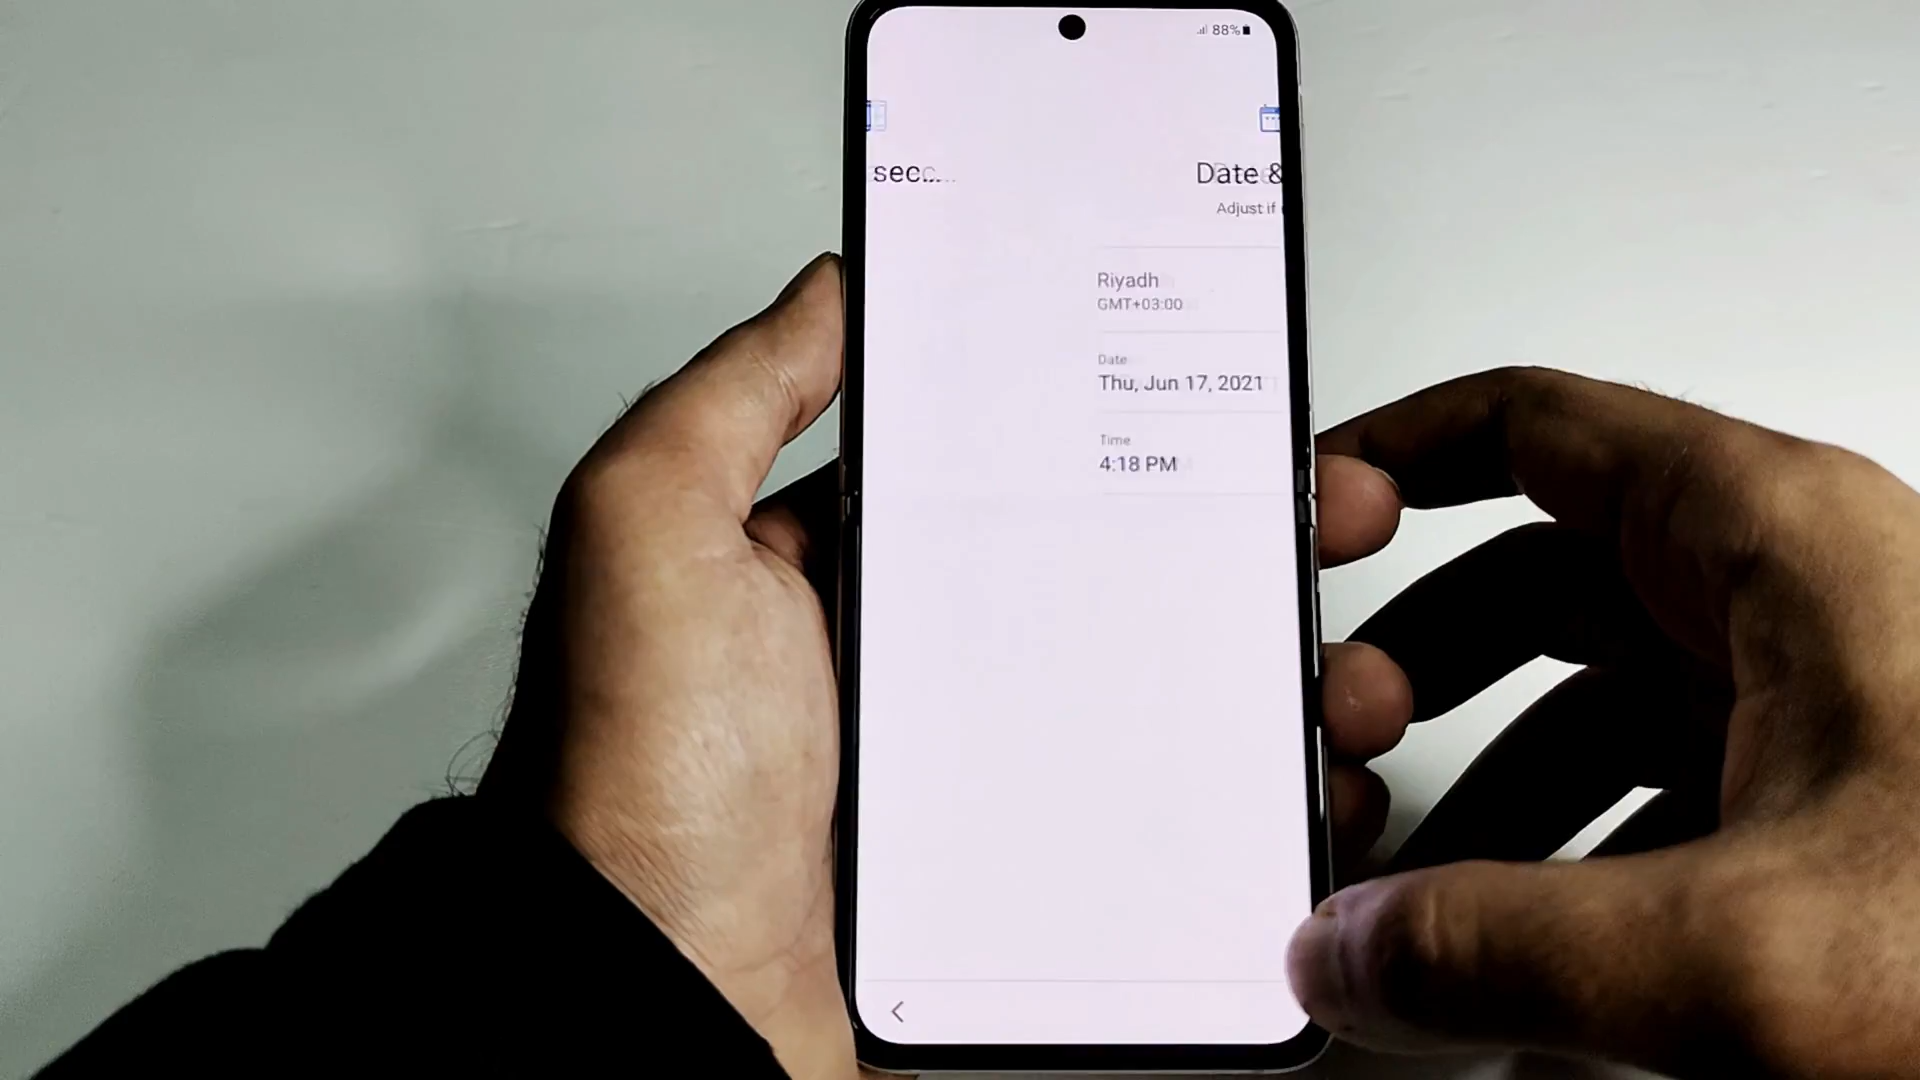 88%
sec...
Date &
Adjust if
Riyadh
GMT+03:00
Date
Thu, Jun 17, 2021
Time
4:18 PM